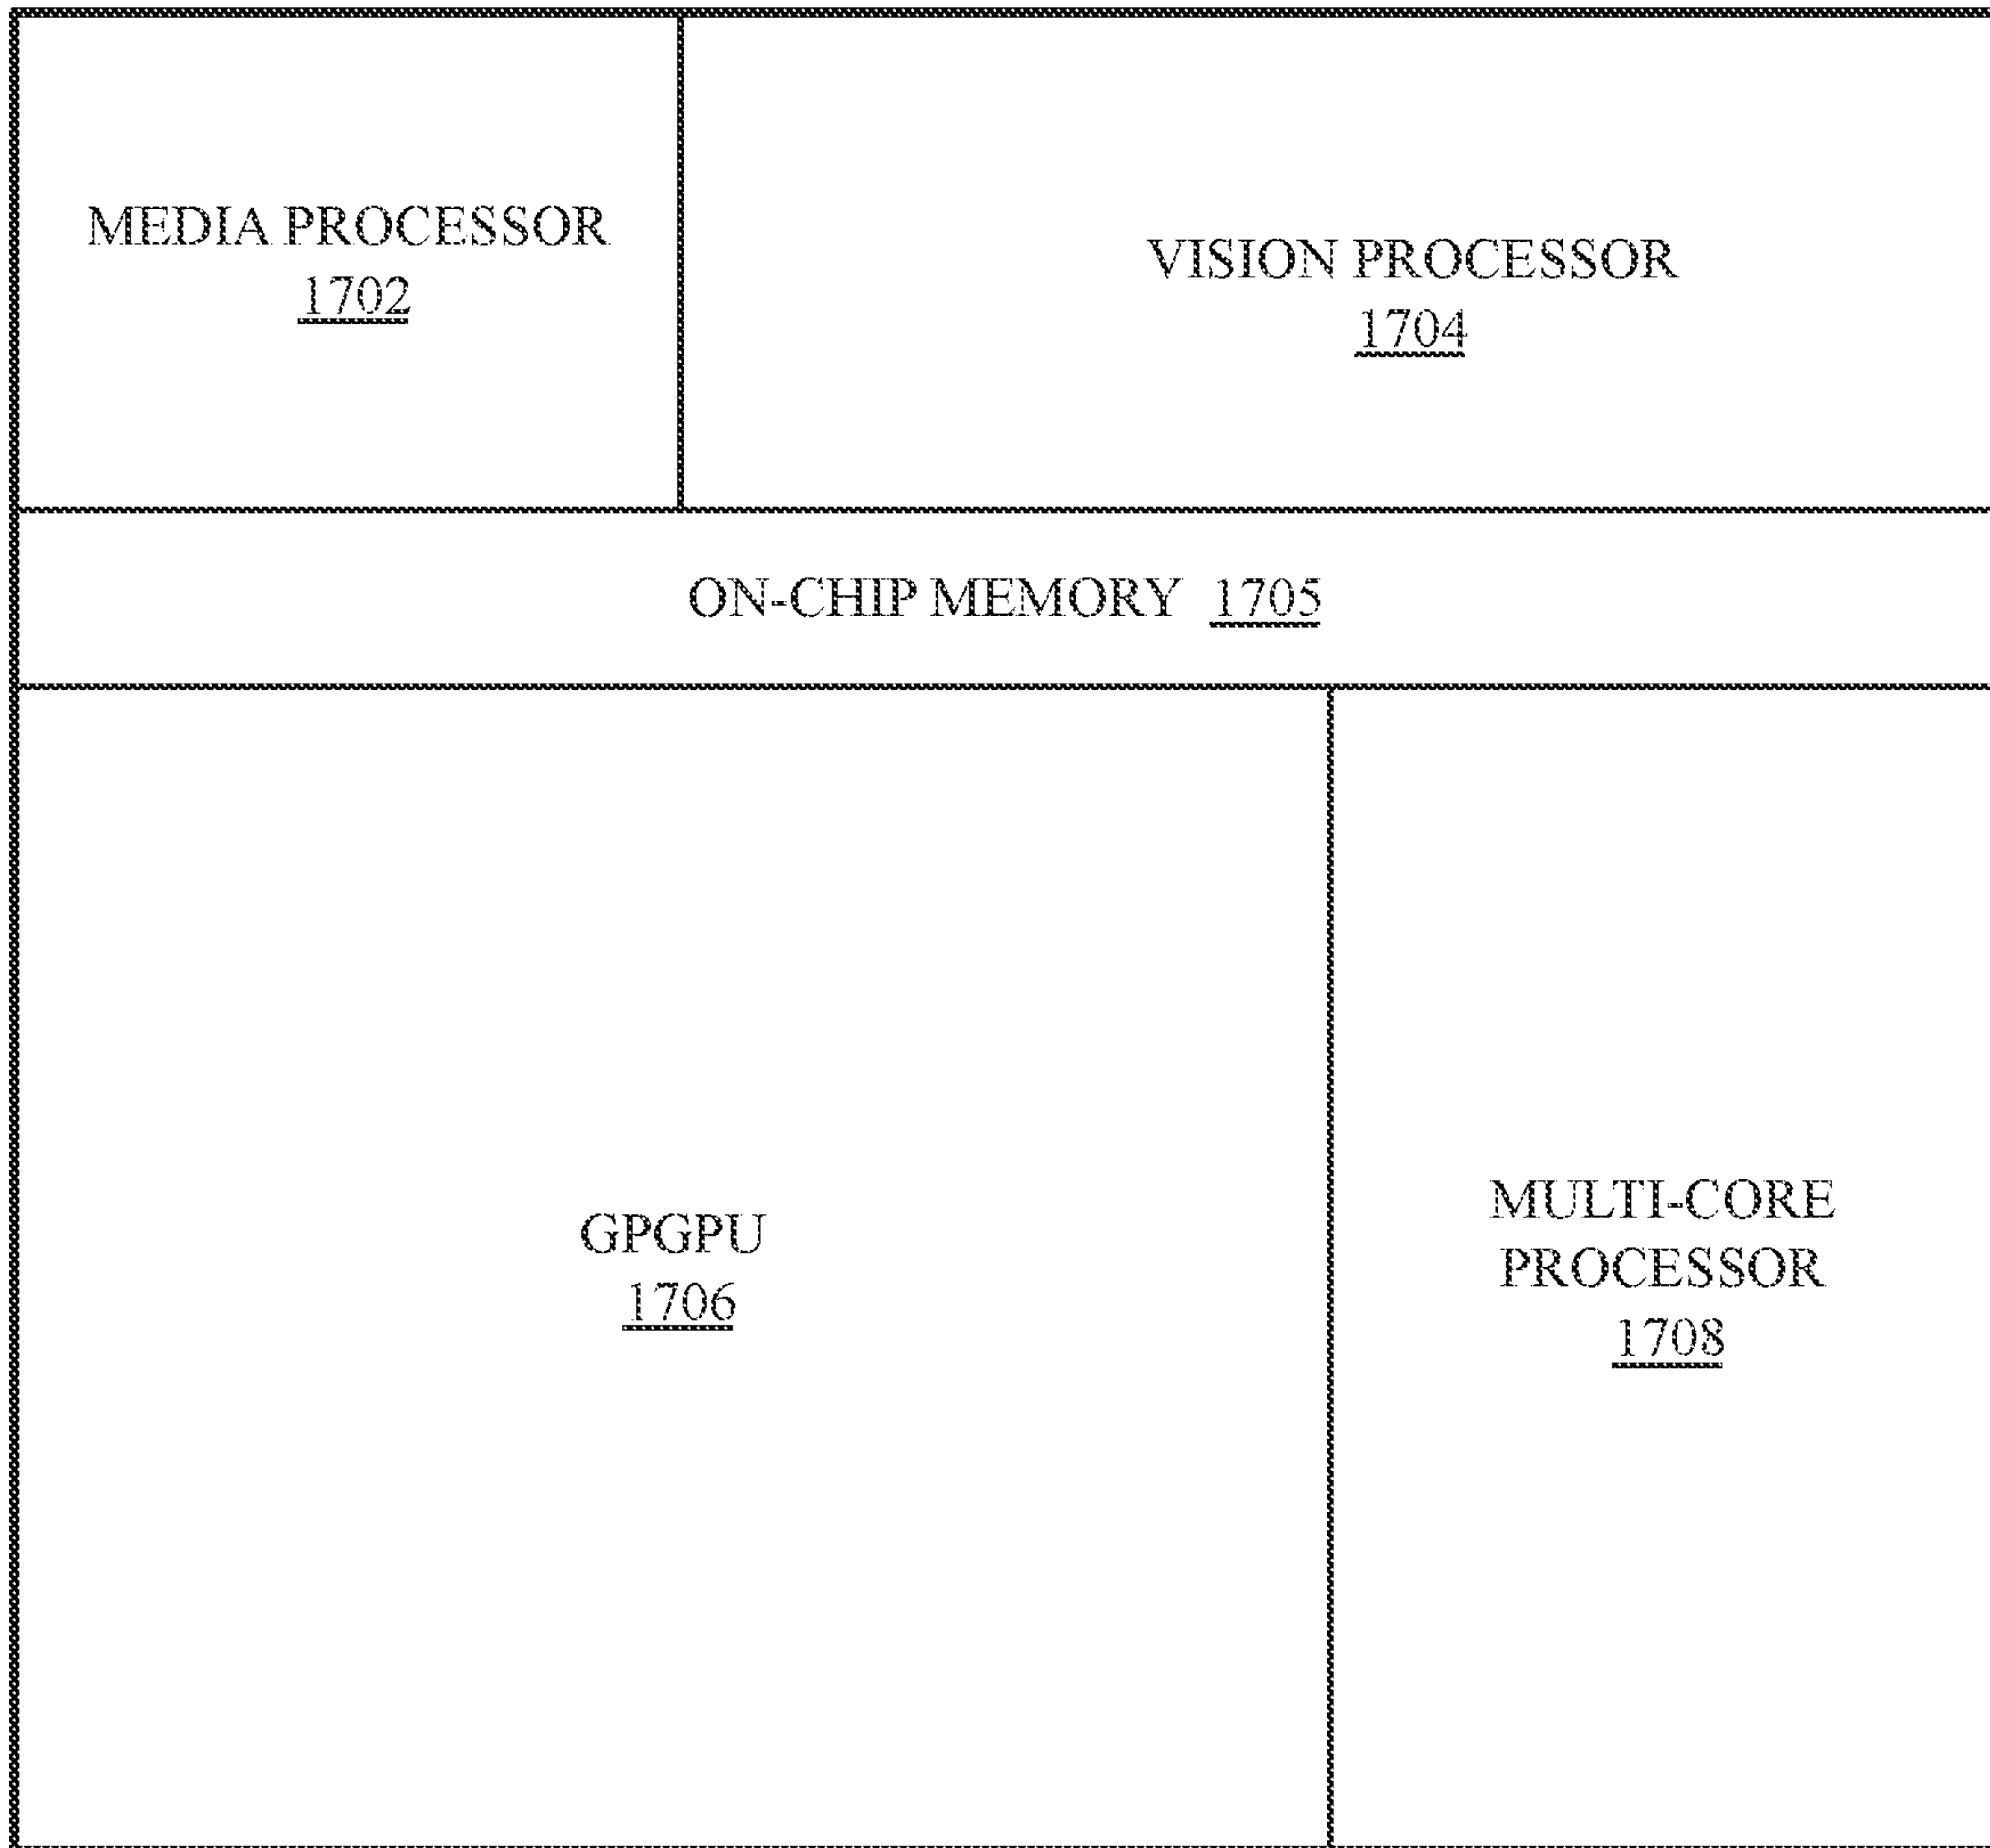 MEDIA PROCESSOR
1702
VISION PROCESSOR
1704
ON-CHIP MEMORY 1705
GPGPU
1706
MULTI-CORE
PROCESSOR
1708